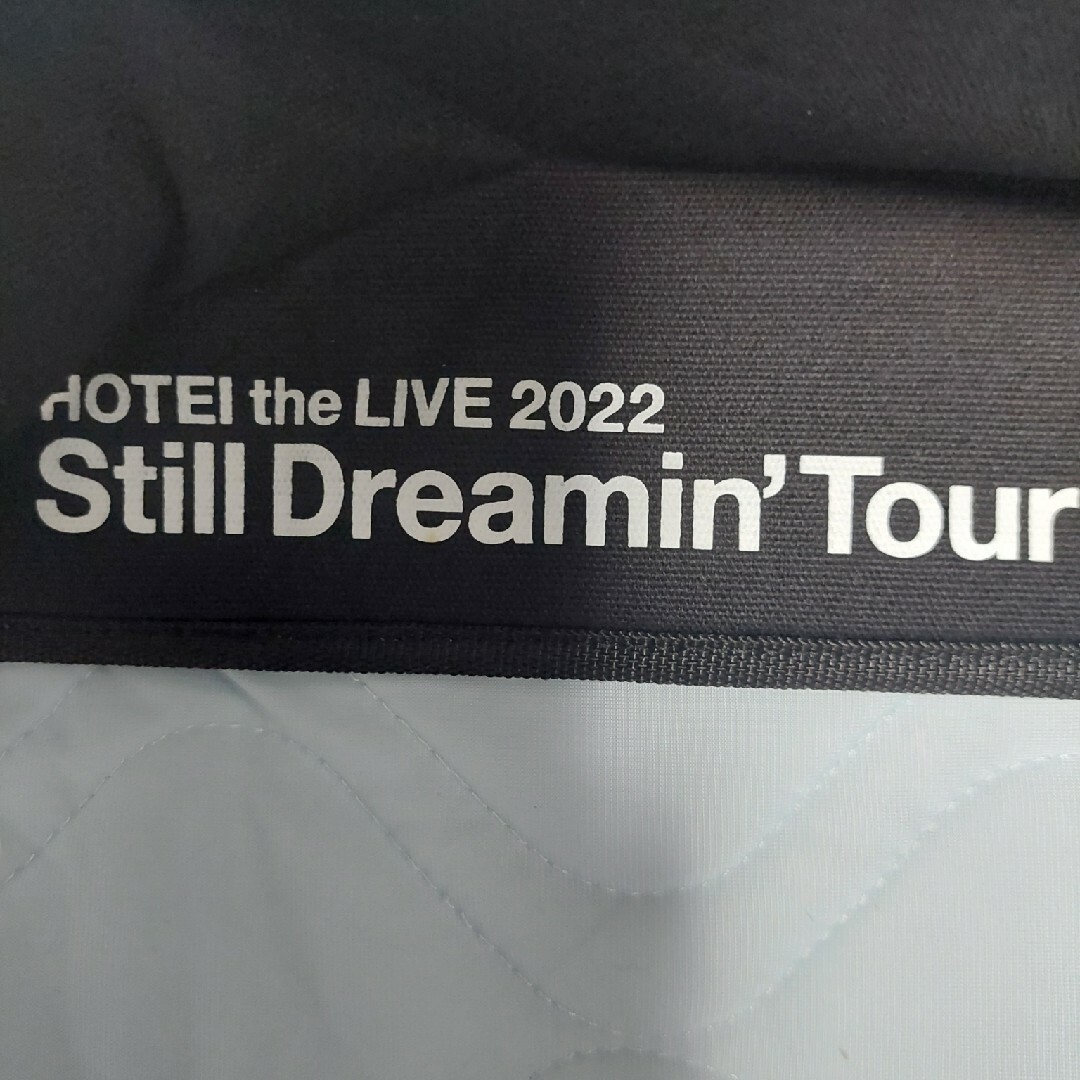 HOTEI the LIVE 2022
Still Dreamin' Tour